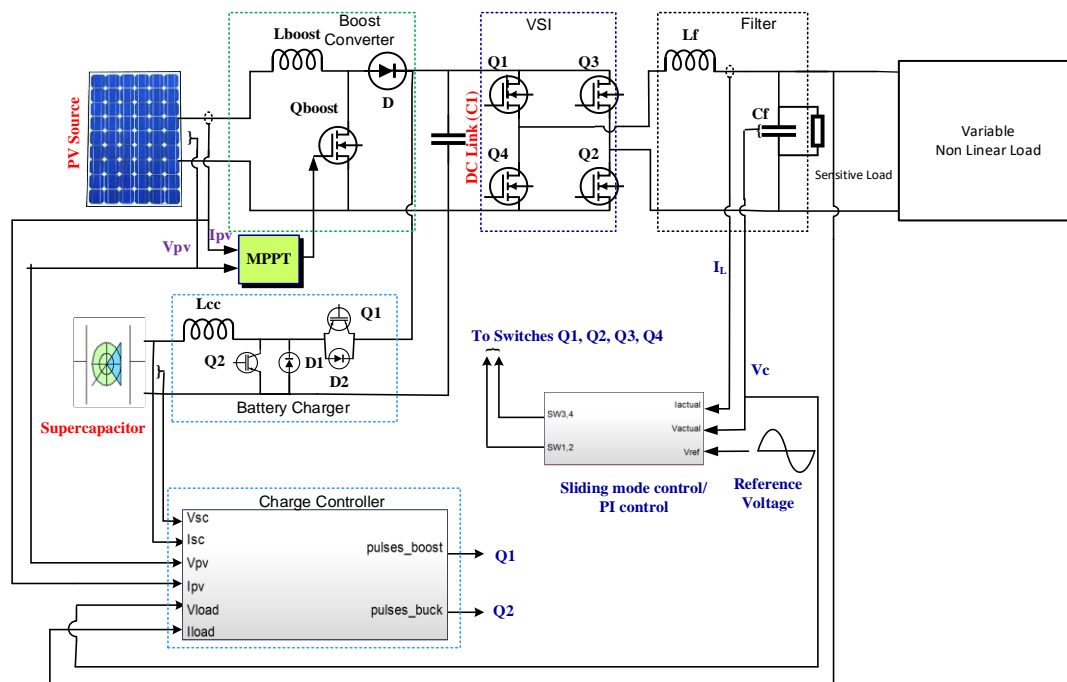 Boost
Converter
VSI
Filter
Lboost
D
Qboost
PV Source
DC Link (C1)
Q1
Q3
Q4
Q2
Lf
Cf
Sensitive Load
Variable
Non Linear Load
Ipv
Vpv
MPPT
IL
Lcc
Q1
Q2
D1
D2
Battery Charger
Supercapacitor
To Switches Q1, Q2, Q3, Q4
Vc
SW3,4
SW1,2
Iactual
Vactual
Vref
Sliding mode control/
PI control
Reference
Voltage
Charge Controller
Vsc
Isc
Vpv
Ipv
Vload
Iload
pulses_boost
pulses_buck
Q1
Q2